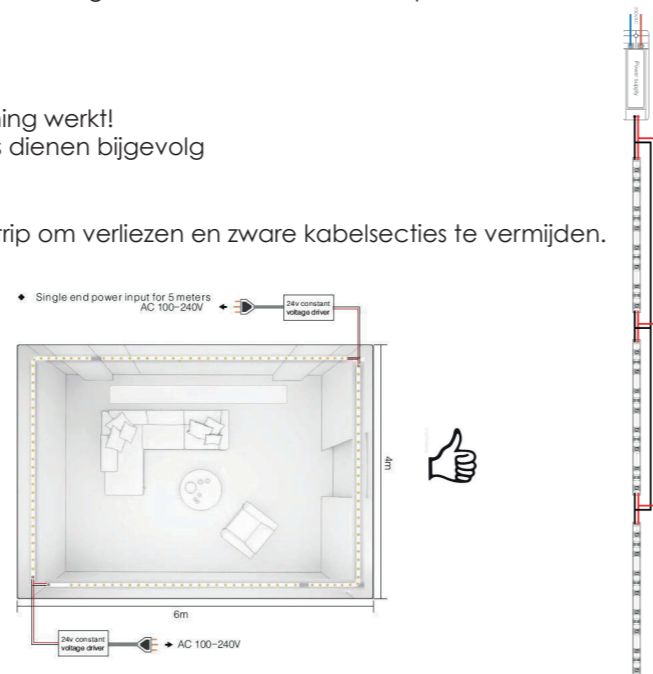 ing werkt!
s dienen bijgevolg
trip om verliezen en zware kabelsecties te vermijden.
◆ Single end power input for 5 meters
AC 100-240V
24v constant
voltage driver
4m
6m
24v constant
voltage driver
AC 100-240V
Power supply